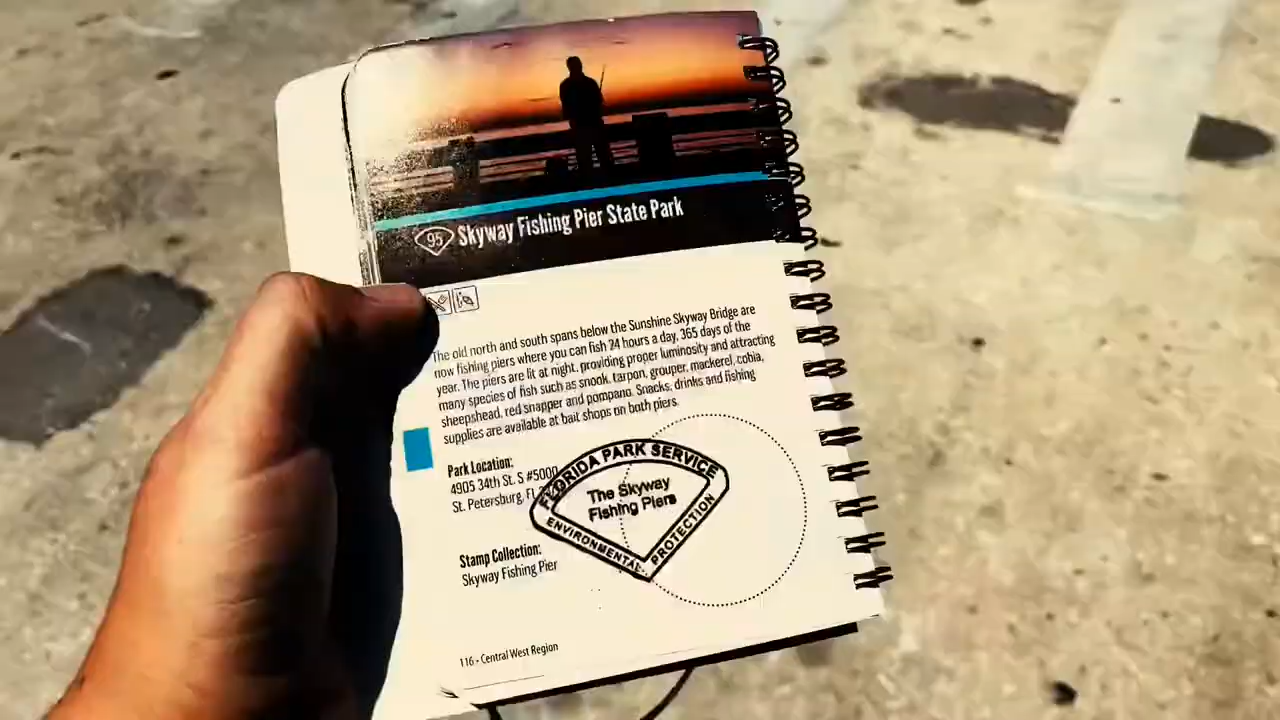 95 Skyway Fishing Pier State Park
The old north and south spans below the Sunshine Skyway Bridge are
now fishing piers where you can fish 24 hours a day, 365 days of the
year. The piers are lit at night, providing proper luminosity and attracting
many species of fish such as snook, tarpon, grouper, mackerel, cobia,
sheepshead, red snapper and pompano. Snacks, drinks and fishing
supplies are available at bait shops on both piers.
Park Location:
4905 34th St. S #5000
St. Petersburg, FL
FLORIDA PARK SERVICE
The Skyway
Fishing Piers
ENVIRONMENTAL PROTECTION
Stamp Collection:
Skyway Fishing Pier
116 - Central West Region